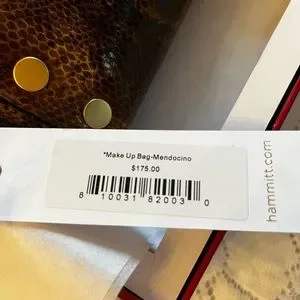 *Make Up Bag-Mendocino
$175.00
8 10031 82003 0
hammitt.com